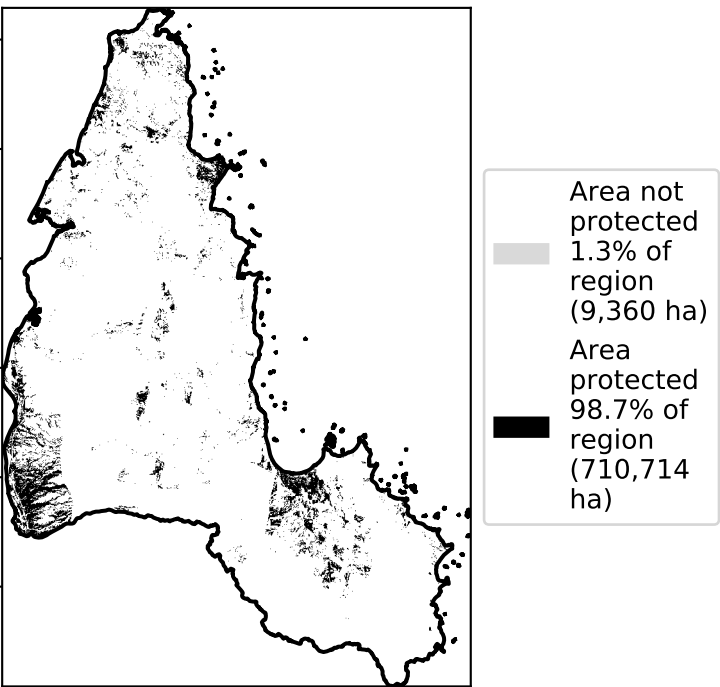 Area not
protected
1.3% of
region
(9,360 ha)
Area
protected
98.7% of
region
(710,714
ha)